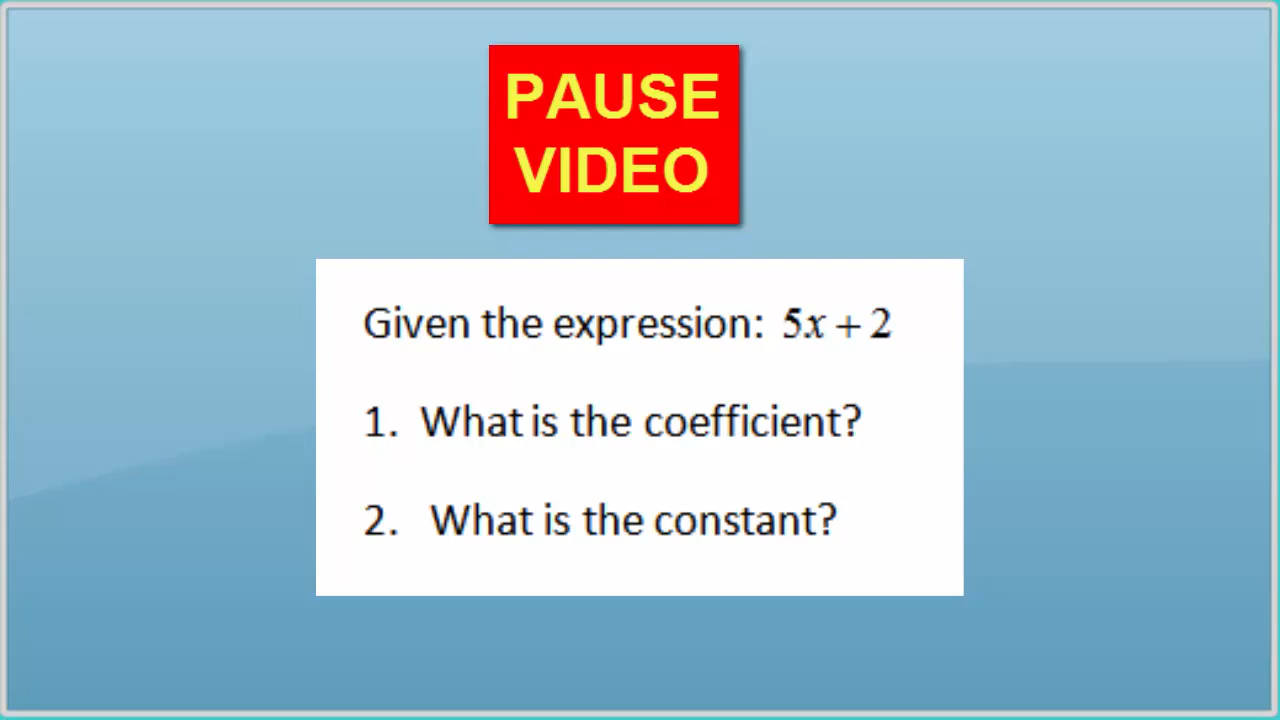 PAUSE
VIDEO
Given the expression: 5x + 2
1. What is the coefficient?
2. What is the constant?